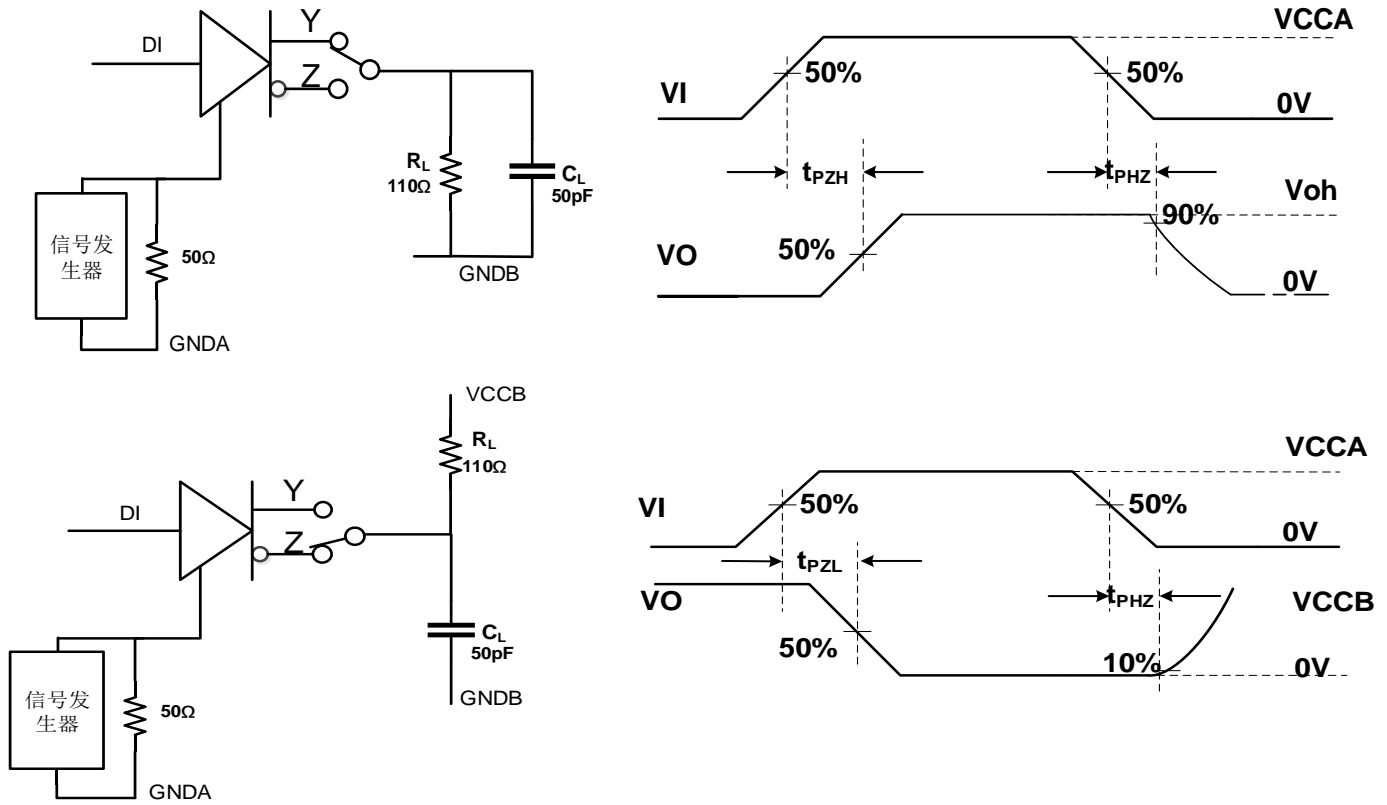 Y
DI
Z
RL
110Ω
CL
50pF
GNDB
信号发
生器
50Ω
GNDA
VCCA
50%
50%
VI
0V
tPZH
tPHZ
Voh
90%
VO
50%
0V
VCCB
RL
110Ω
Y
DI
Z
CL
50pF
GNDB
信号发
生器
50Ω
GNDA
VCCA
50%
50%
VI
0V
tPZL
tPHZ
VO
VCCB
50%
10%
0V